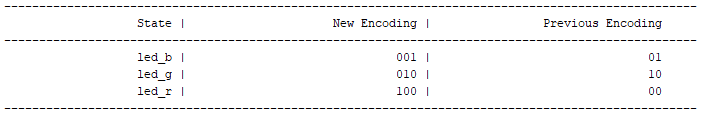 ---------------------------------------------------------------------------------------------------
State | New Encoding | Previous Encoding
---------------------------------------------------------------------------------------------------
led_b | 001 | 01
led_g | 010 | 10
led_r | 100 | 00
---------------------------------------------------------------------------------------------------